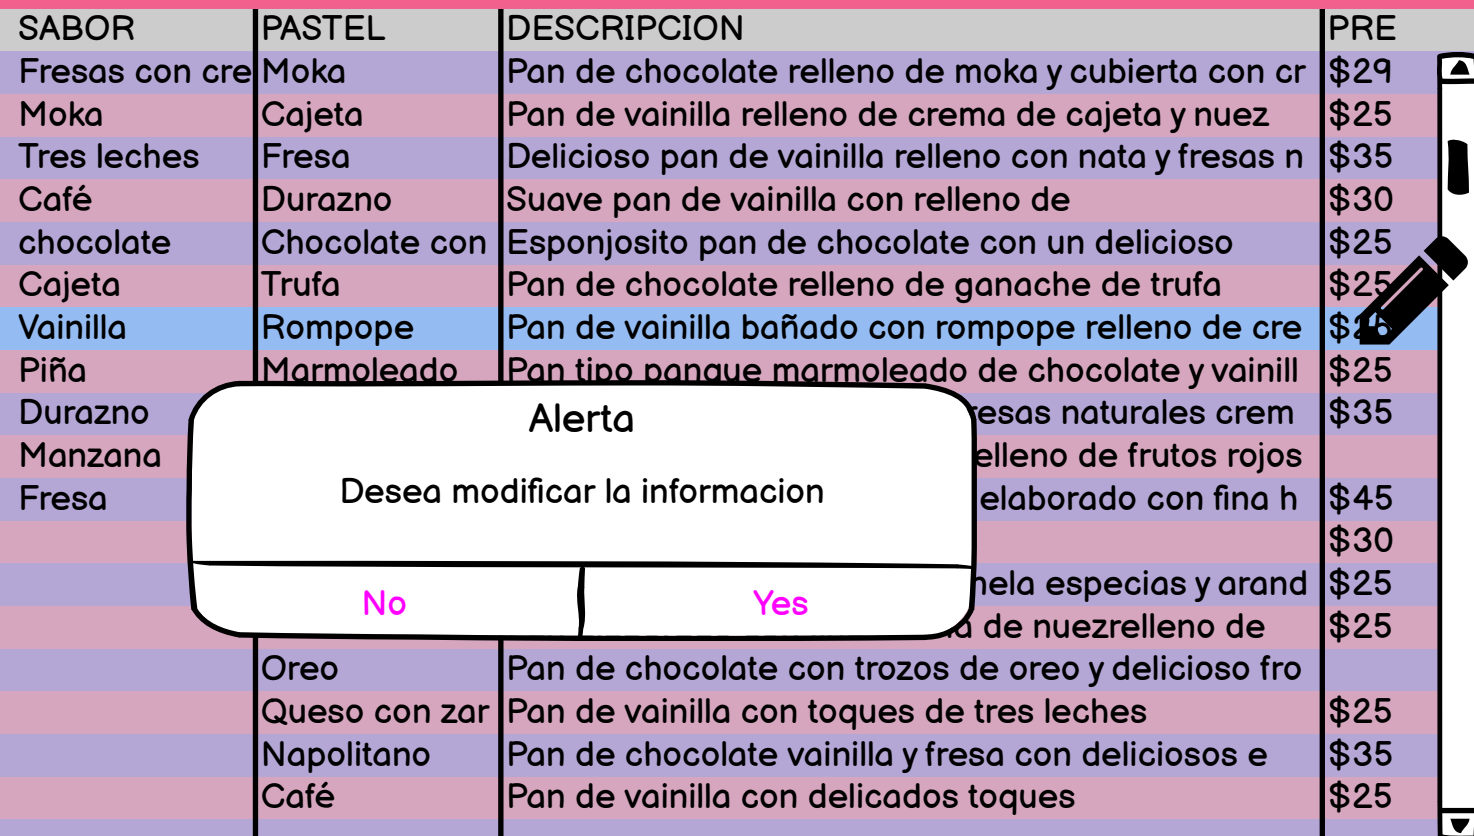 SABOR PASTEL DESCRIPCION PRE
Fresas con cre Moka Pan de chocolate relleno de moka y cubierta con cr $29
Moka Cajeta Pan de vainilla relleno de crema de cajeta y nuez $25
Tres leches Fresa Delicioso pan de vainilla relleno con nata y fresas n $35
Café Durazno Suave pan de vainilla con relleno de $30
chocolate Chocolate con Esponjosito pan de chocolate con un delicioso $25
Cajeta Trufa Pan de chocolate relleno de ganache de trufa $25
Vainilla Rompope Pan de vainilla bañado con rompope relleno de cre
Piña Marmoleado Pan tipo panque marmoleado de chocolate y vainill $25
Durazno resas naturales crem $35
Manzana elleno de frutos rojos
Fresa elaborado con fina h $45
$30
nela especias y arand $25
de nuezrelleno de $25
Oreo Pan de chocolate con trozos de oreo y delicioso fro
Queso con zar Pan de vainilla con toques de tres leches $25
Napolitano Pan de chocolate vainilla y fresa con deliciosos e $35
Café Pan de vainilla con delicados toques $25
Alerta
Desea modificar la informacion
No Yes